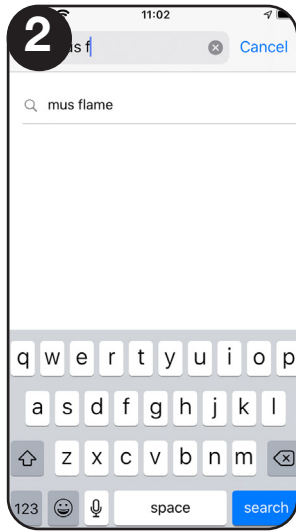 2
11:02
s f
Cancel
mus flame
q w e r t y u i o p
a s d f g h j k l
z x c v b n m
123 space search